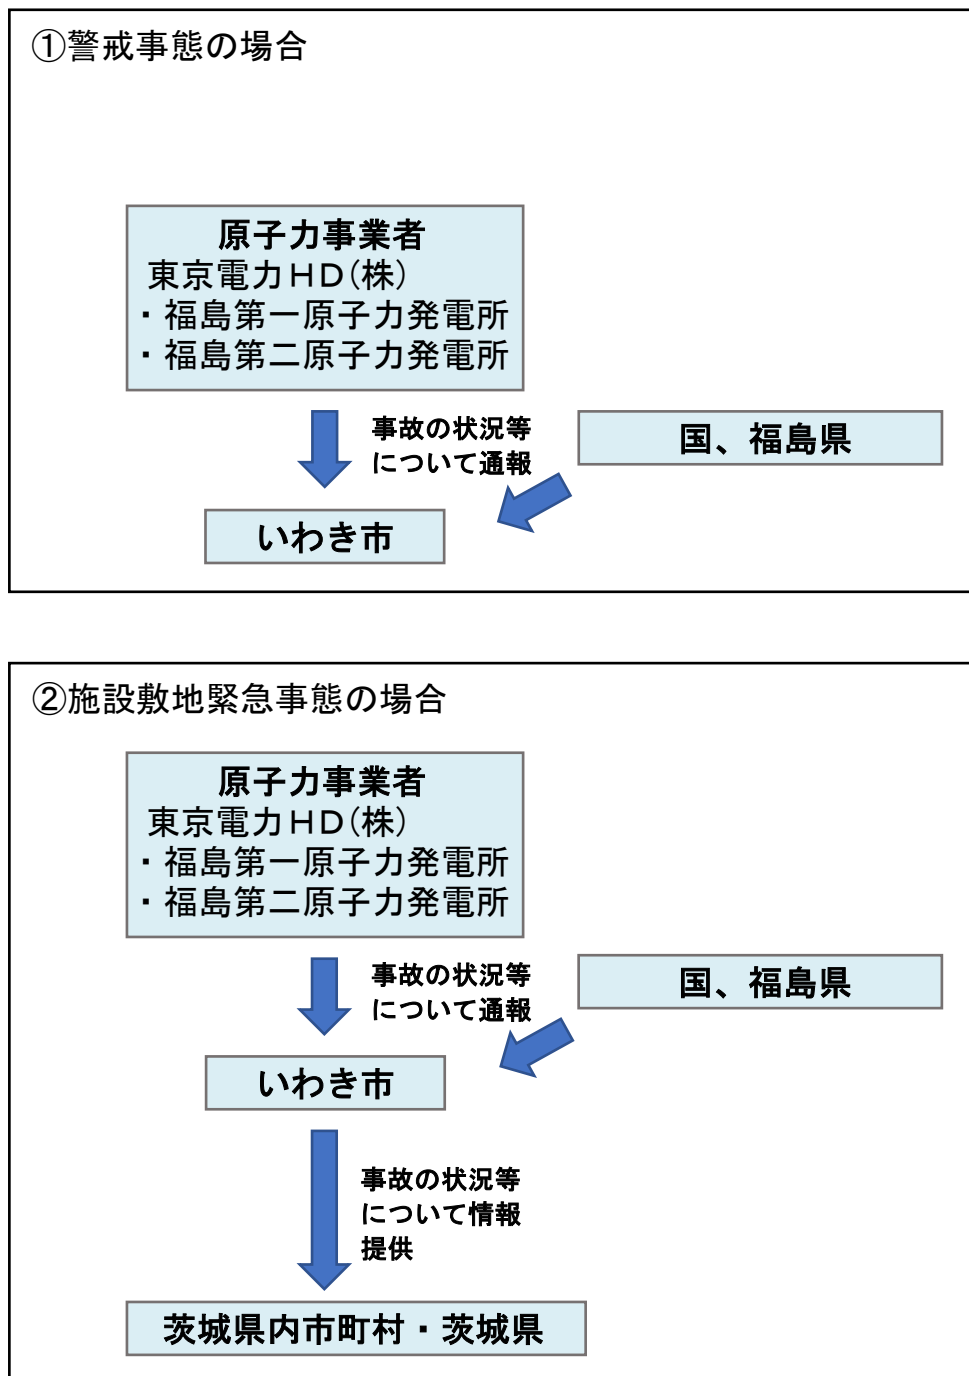 ①警戒事態の場合
原子力事業者
東京電力ＨＤ(株)
・福島第一原子力発電所
・福島第二原子力発電所
事故の状況等
について通報
国、福島県
いわき市
②施設敷地緊急事態の場合
原子力事業者
東京電力ＨＤ(株)
・福島第一原子力発電所
・福島第二原子力発電所
事故の状況等
について通報
国、福島県
いわき市
事故の状況等
について情報
提供
茨城県内市町村・茨城県